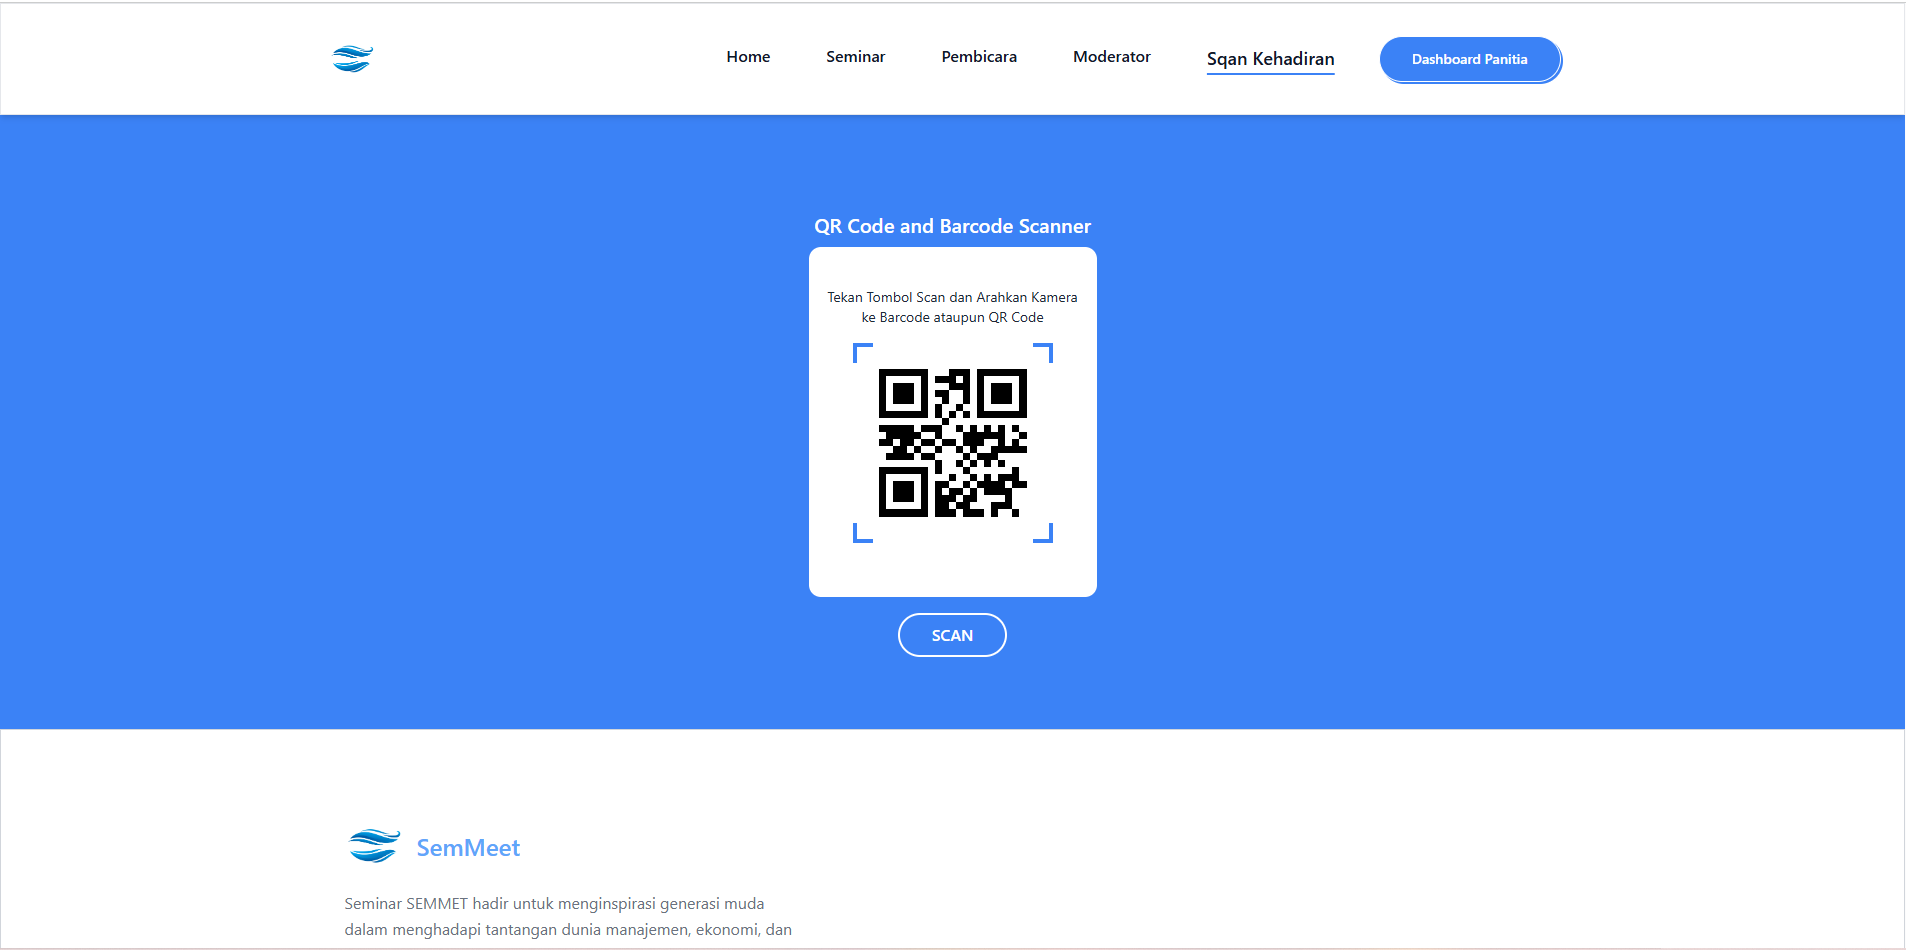 Home
Seminar
Pembicara
Moderator
Sqan Kehadiran
Dashboard Panitia
QR Code and Barcode Scanner
Tekan Tombol Scan dan Arahkan Kamera
ke Barcode ataupun QR Code
SCAN
SemMeet
Seminar SEMMET hadir untuk menginspirasi generasi muda
dalam menghadapi tantangan dunia manajemen, ekonomi, dan